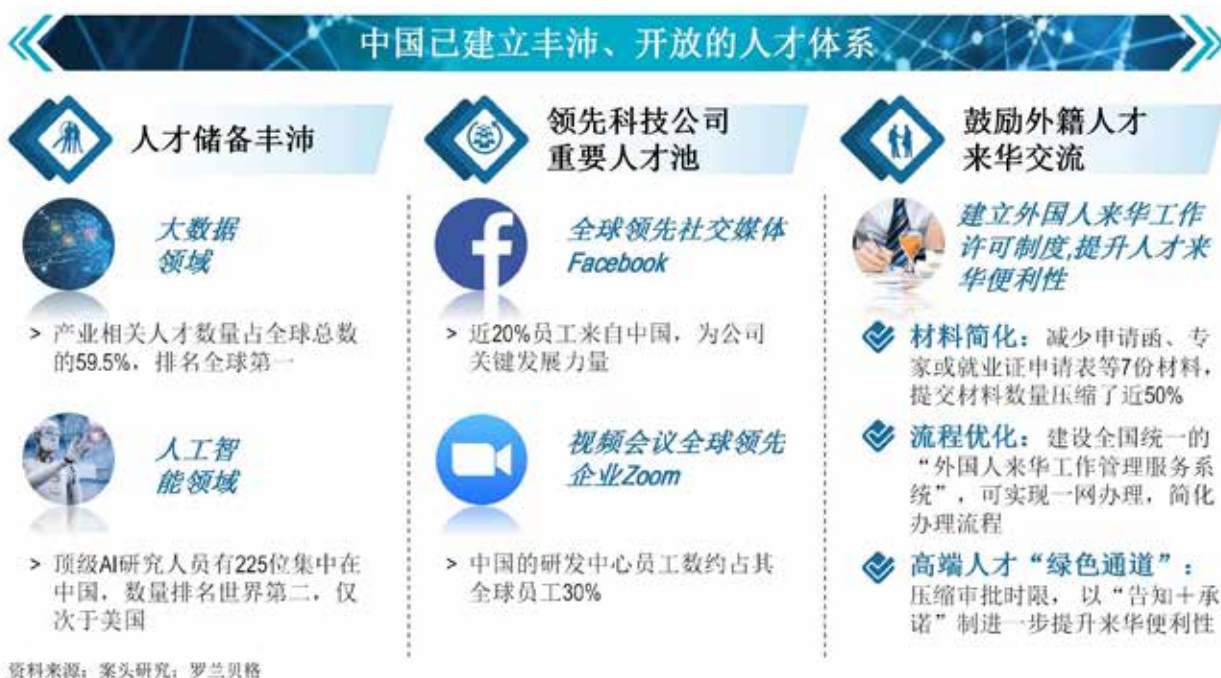 中国已建立丰沛、开放的人才体系
人才储备丰沛
大数据
领域
> 产业相关人才数量占全球总数
的59.5%，排名全球第一
人工智
能领域
> 顶级AI研究人员有225位集中在
中国，数量排名世界第二，仅
次于美国
领先科技公司
重要人才池
全球领先社交媒体
Facebook
> 近20%员工来自中国，为公司
关键发展力量
视频会议全球领先
企业Zoom
> 中国的研发中心员工数约占其
全球员工30%
鼓励外籍人才
来华交流
建立外国人来华工作
许可制度,提升人才来
华便利性
材料简化：减少申请函、专
家或就业证申请表等7份材料，
提交材料数量压缩了近50%
流程优化：建设全国统一的
“外国人来华工作管理服务系
统”，可实现一网办理，简化
办理流程
高端人才“绿色通道”：
压缩审批时限， 以“告知＋承
诺”制进一步提升来华便利性
资料来源：案头研究；罗兰贝格